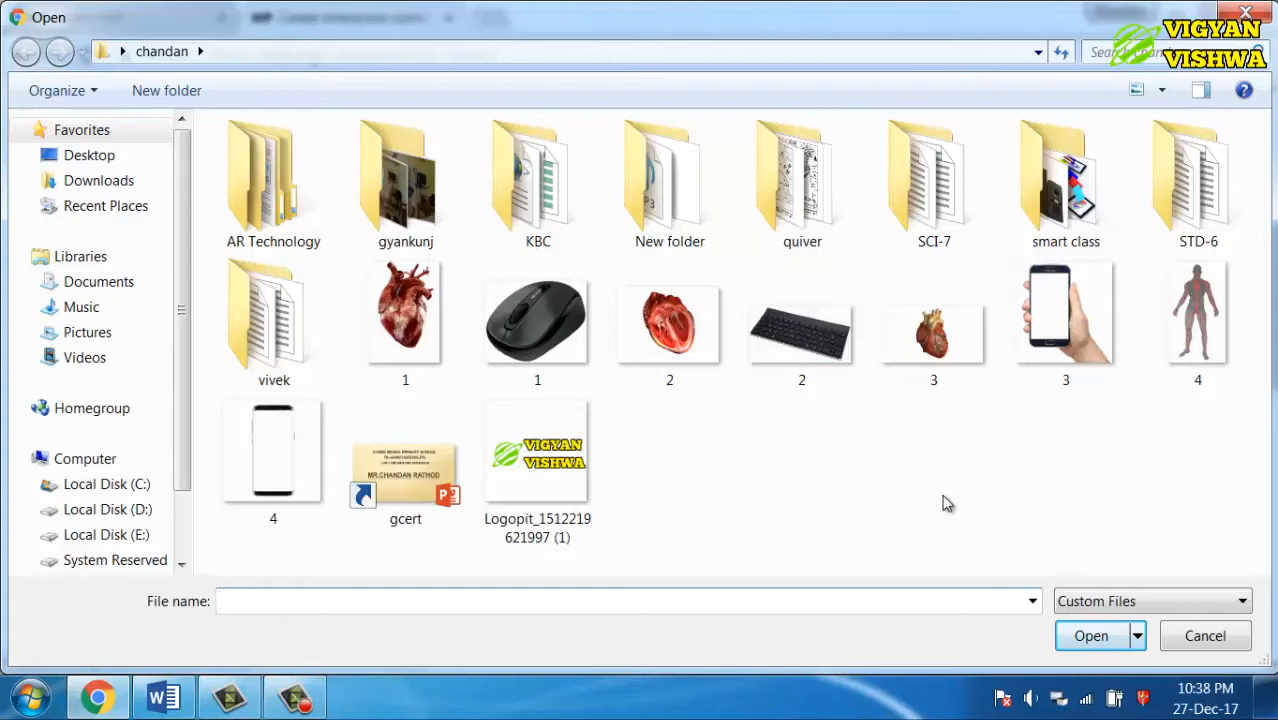 Open
VIGYAN
VISHWA
chandan
Organize
New folder
Favorites
Desktop
Downloads
Recent Places
Libraries
Documents
Music
Pictures
Videos
Homegroup
Computer
Local Disk (C:)
Local Disk (D:)
Local Disk (E:)
System Reserved
AR Technology
gyankunj
KBC
New folder
quiver
SCI-7
smart class
STD-6
vivek
1
1
2
2
3
3
4
4
MR.CHANDAN RATHOD
gcert
VIGYAN
VISHWA
Logopit_1512219
621997 (1)
File name:
Custom Files
Open
Cancel
10:38 PM
27-Dec-17